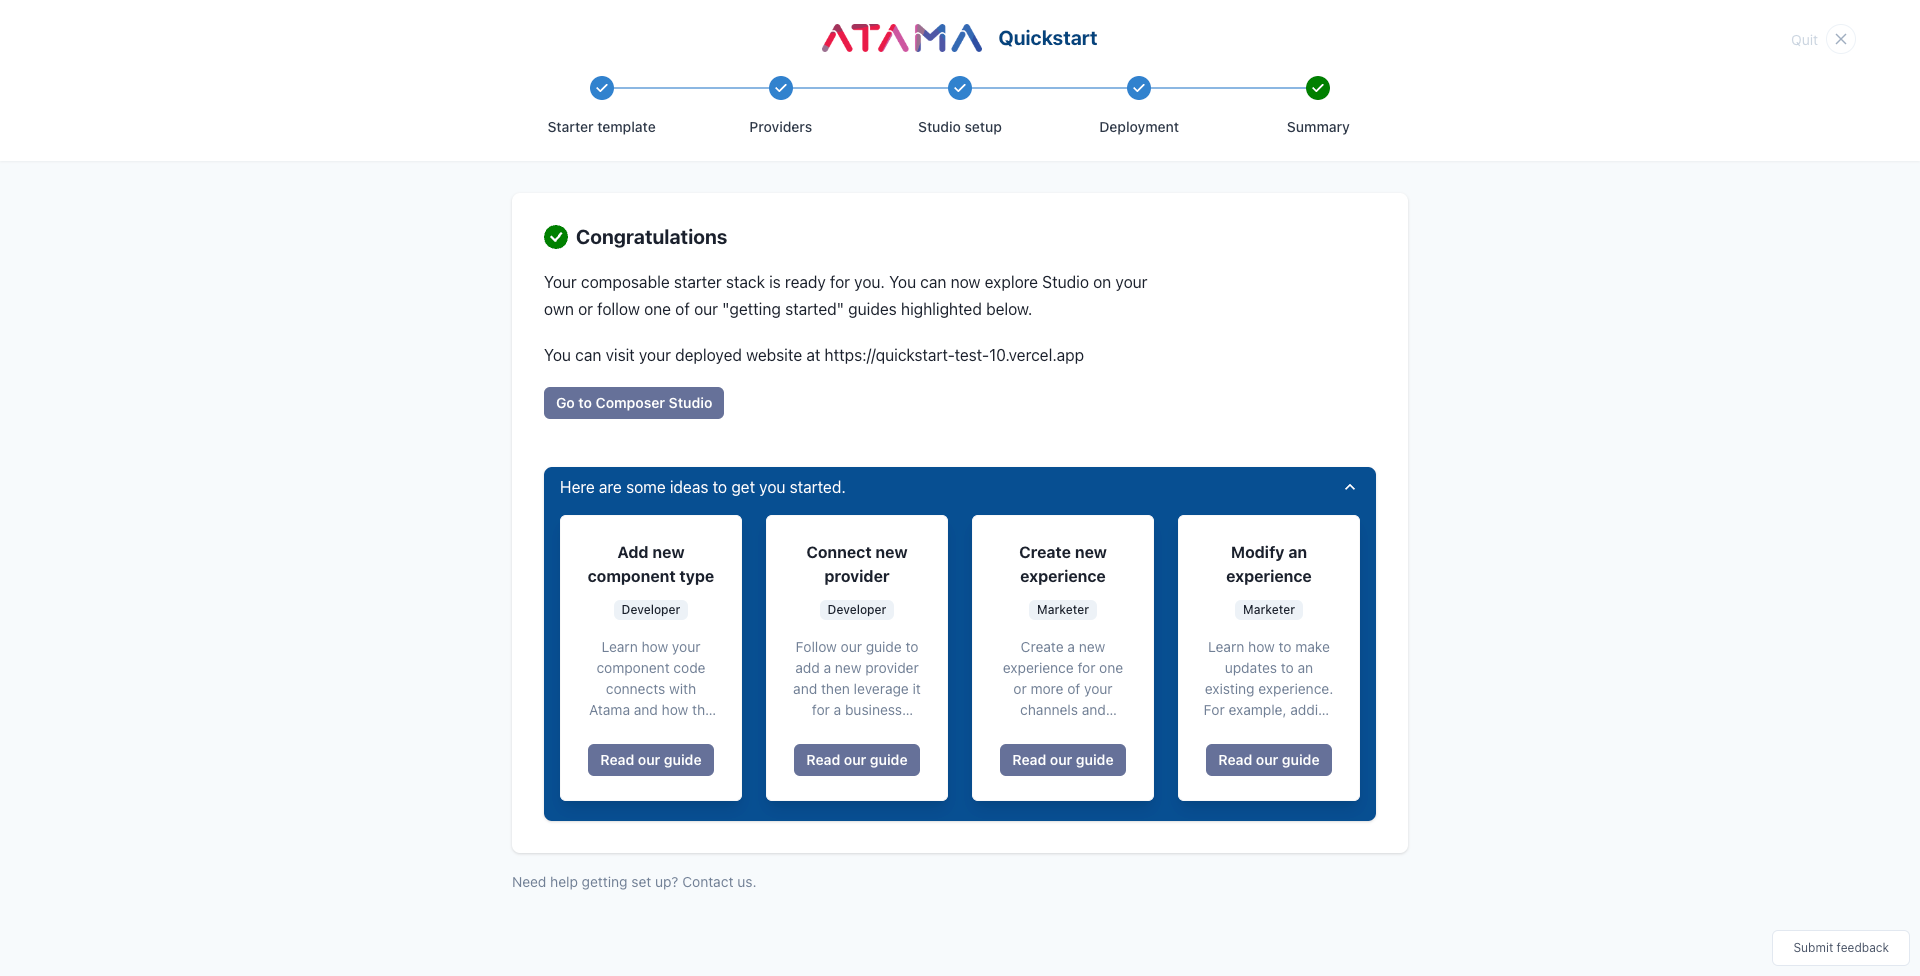 ATAMA Quickstart
Quit
Starter template
Providers
Studio setup
Deployment
Summary
Congratulations
Your composable starter stack is ready for you. You can now explore Studio on your
own or follow one of our "getting started" guides highlighted below.
You can visit your deployed website at https://quickstart-test-10.vercel.app
Go to Composer Studio
Here are some ideas to get you started.
Add new
component type
Developer
Learn how your
component code
connects with
Atama and how th...
Read our guide
Connect new
provider
Developer
Follow our guide to
add a new provider
and then leverage it
for a business...
Read our guide
Create new
experience
Marketer
Create a new
experience for one
or more of your
channels and...
Read our guide
Modify an
experience
Marketer
Learn how to make
updates to an
existing experience.
For example, addi...
Read our guide
Need help getting set up? Contact us.
Submit feedback